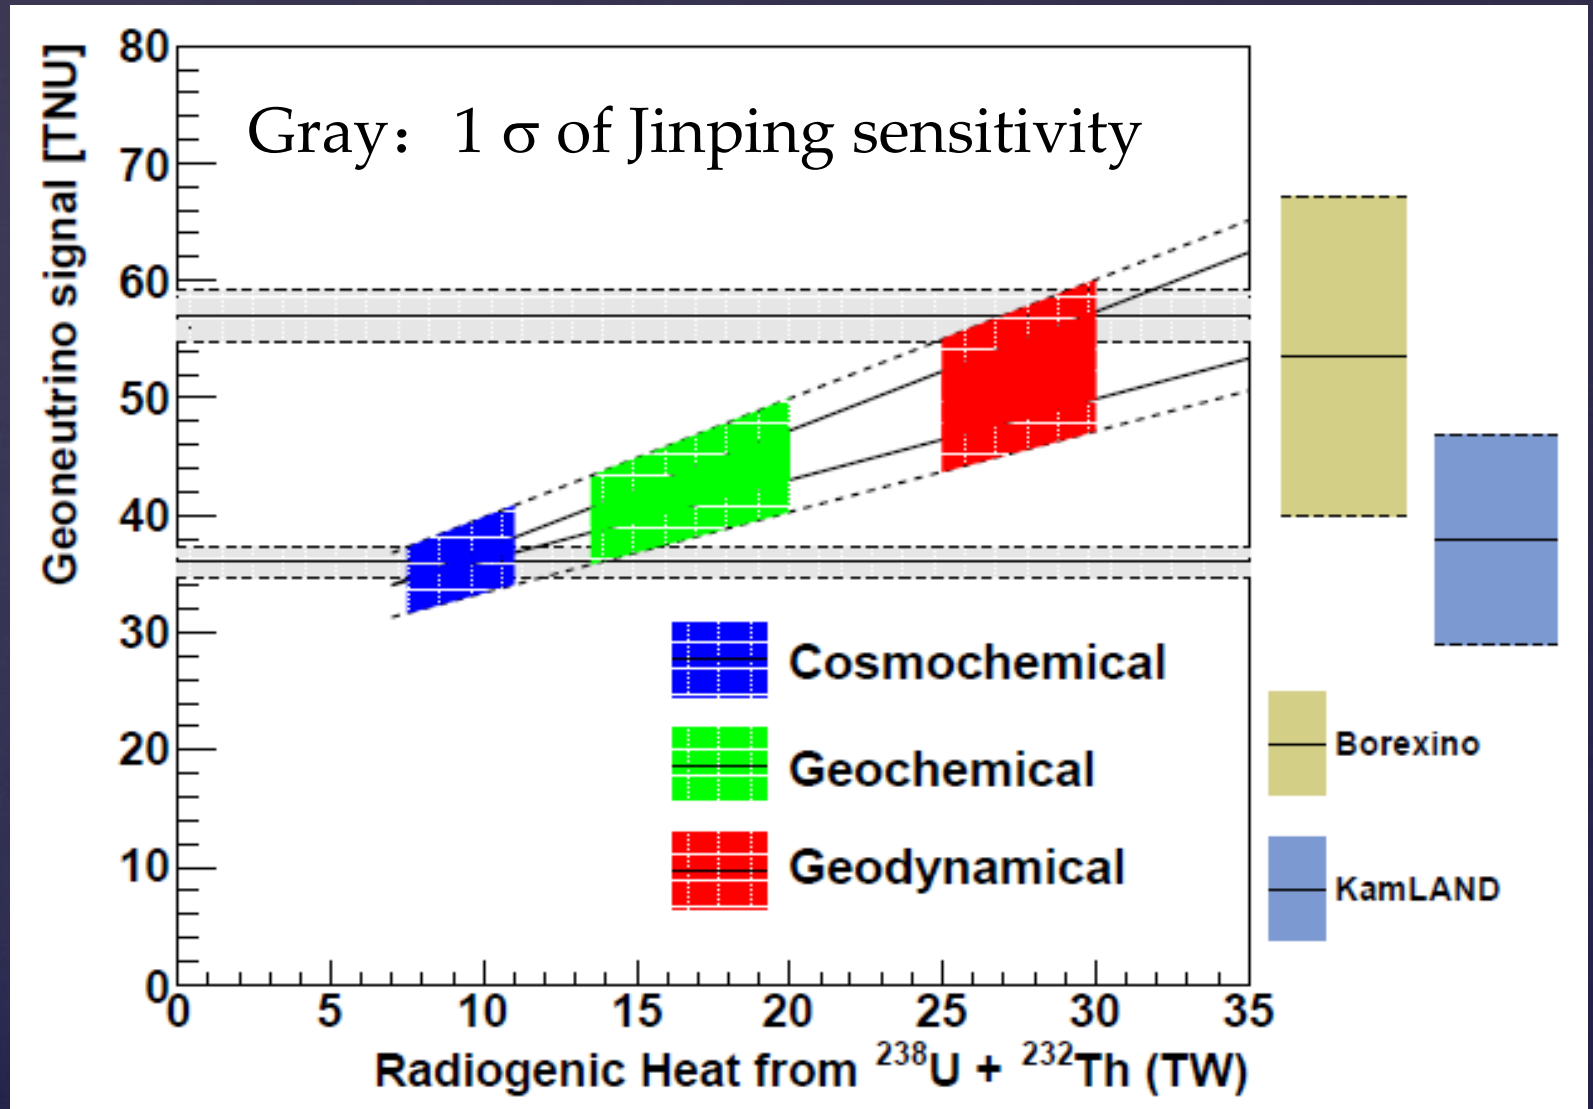 Geoneutrino signal [TNU]
80
70
60
50
40
30
20
10
0
Gray: 1 σ of Jinping sensitivity
Cosmochemical
Geochemical
Geodynamical
Borexino
KamLAND
0 5 10 15 20 25 30 35
Radiogenic Heat from ²³⁸U + ²³²Th (TW)